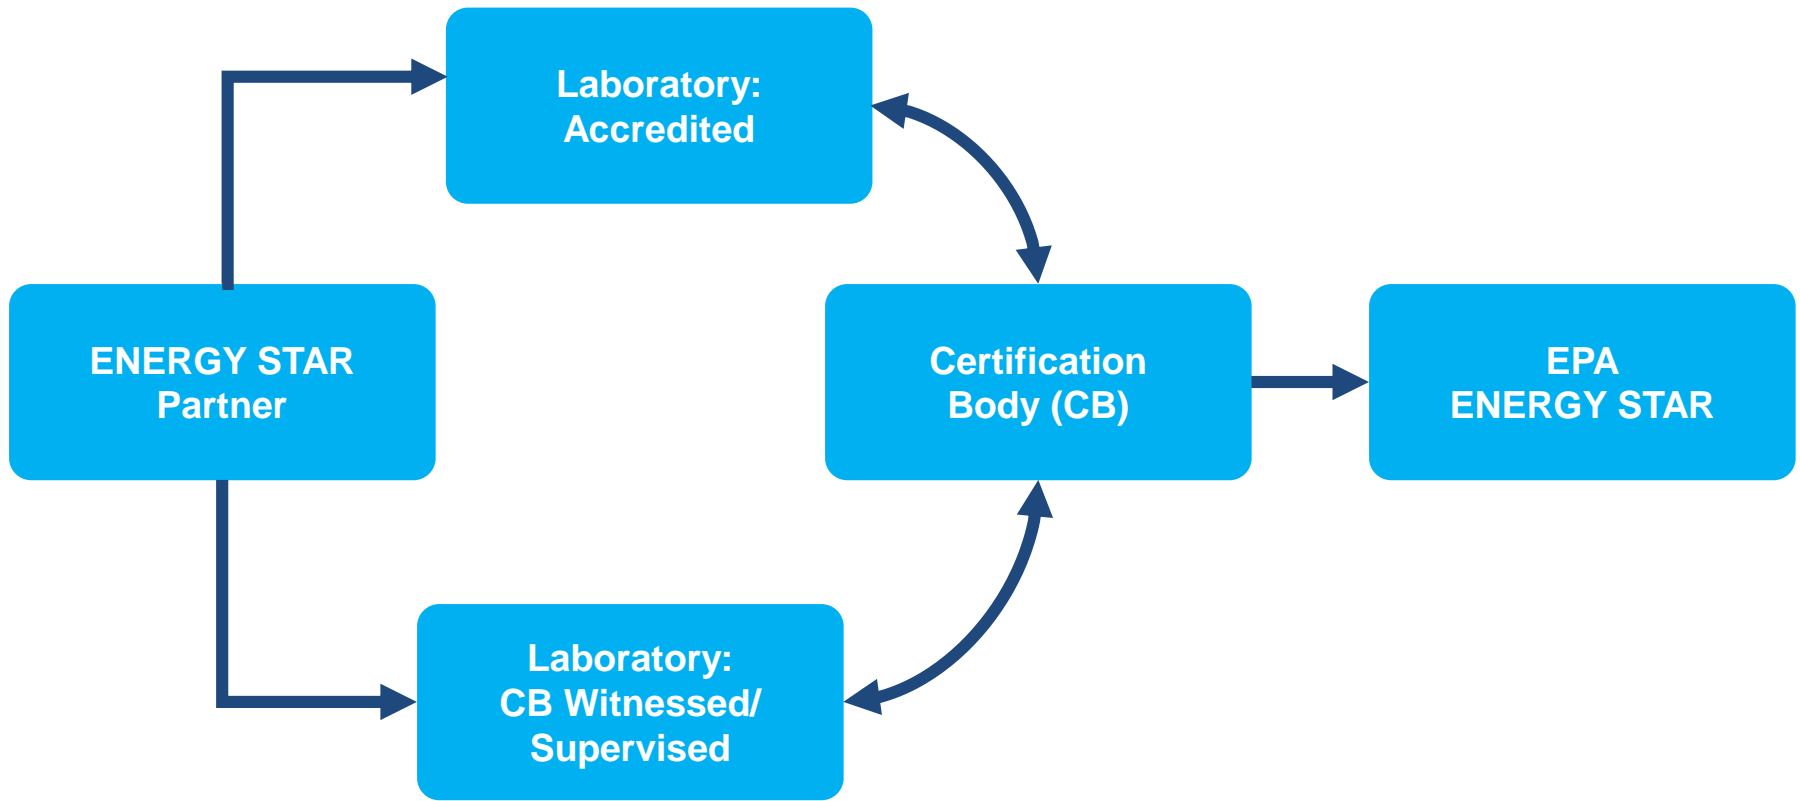 Laboratory:
Accredited
ENERGY STAR
Partner
Certification
Body (CB)
EPA
ENERGY STAR
Laboratory:
CB Witnessed/
Supervised